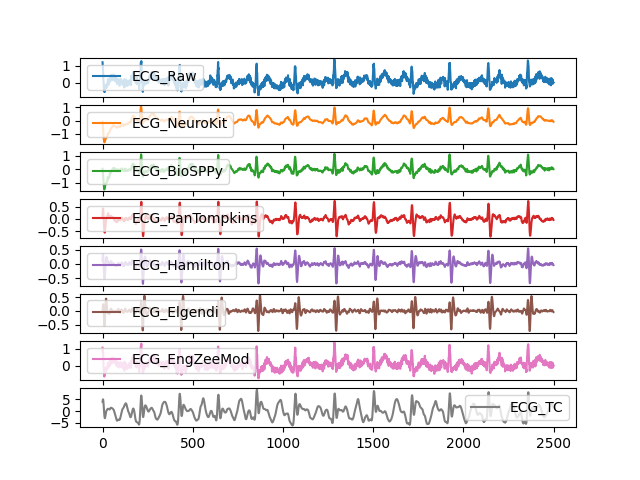 1
0
ECG_Raw
1
0
−1
ECG_NeuroKit
1
0
−1
ECG_BioSPPy
0.5
0.0
−0.5
ECG_PanTompkins
0.5
0.0
−0.5
ECG_Hamilton
0.5
0.0
−0.5
ECG_Elgendi
1
0
ECG_EngZeeMod
5
0
−5
ECG_TC
0 500 1000 1500 2000 2500